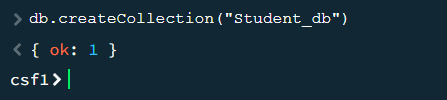 > db.createCollection("Student_db")
< { ok: 1 }
csf1>